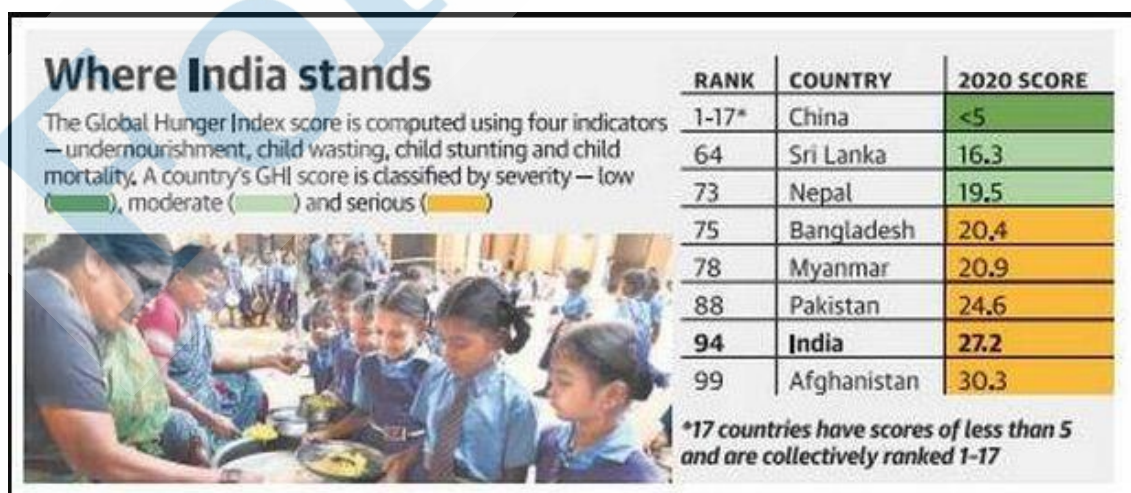 Where India stands
The Global Hunger Index score is computed using four indicators
— undernourishment, child wasting, child stunting and child
mortality. A country's GHI score is classified by severity — low
( ), moderate ( ) and serious ( )
RANK COUNTRY 2020 SCORE
1-17* China <5
64 Sri Lanka 16.3
73 Nepal 19.5
75 Bangladesh 20.4
78 Myanmar 20.9
88 Pakistan 24.6
94 India 27.2
99 Afghanistan 30.3
*17 countries have scores of less than 5
and are collectively ranked 1-17